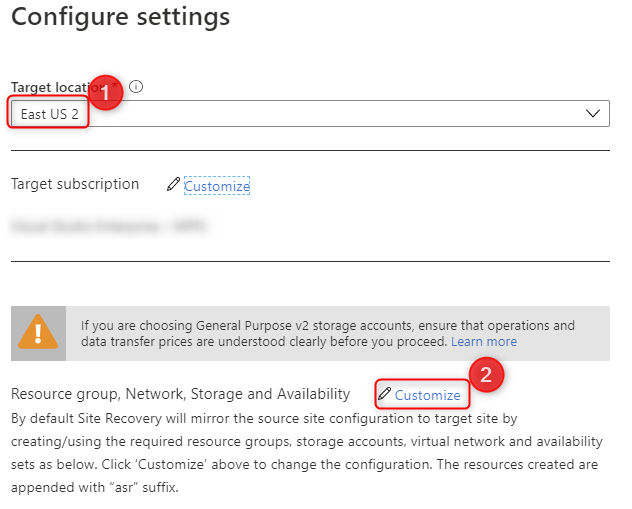 Configure settings
Target location *
1
East US 2
Target subscription Customize
If you are choosing General Purpose v2 storage accounts, ensure that operations and
data transfer prices are understood clearly before you proceed. Learn more
2
Resource group, Network, Storage and Availability Customize
By default Site Recovery will mirror the source site configuration to target site by
creating/using the required resource groups, storage accounts, virtual network and availability
sets as below. Click ‘Customize’ above to change the configuration. The resources created are
appended with “asr” suffix.